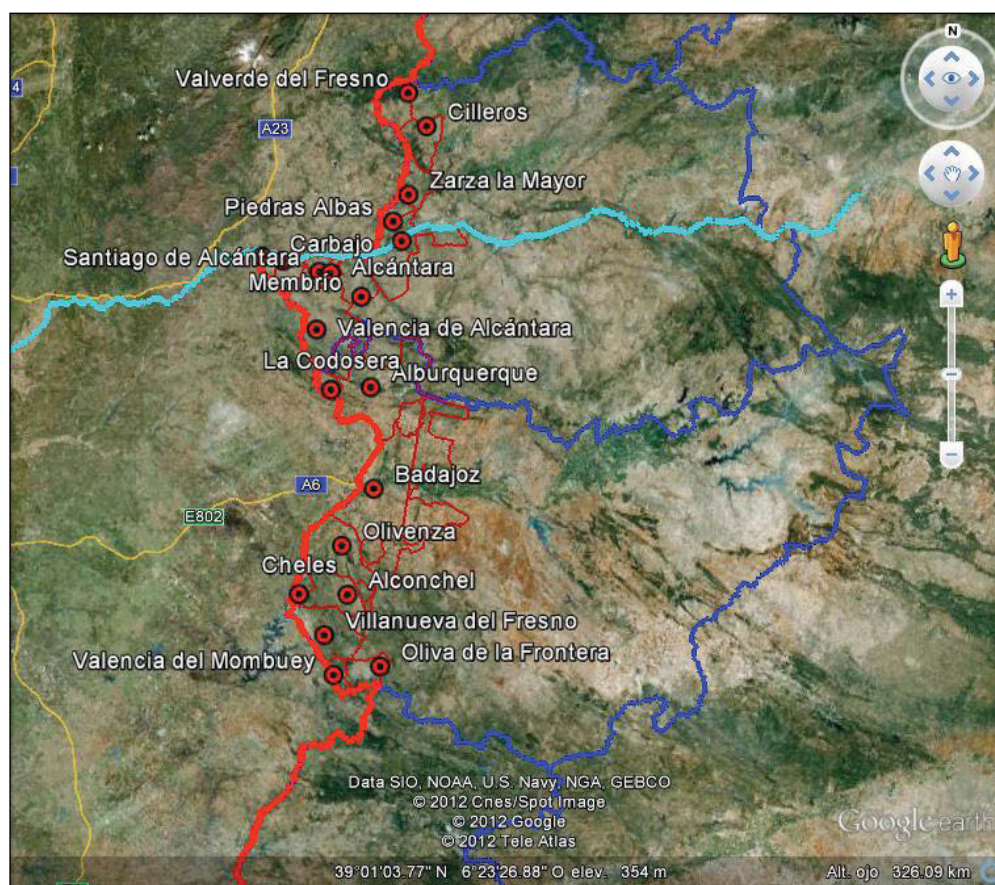 N
4
Valverde del Fresno
Cilleros
A23
Zarza la Mayor
Piedras Albas
Carbajo
Santiago de Alcántara
Alcántara
Membrío
Valencia de Alcántara
La Codosera
Alburquerque
Badajoz
A6
E802
Olivenza
Cheles
Alconchel
Villanueva del Fresno
Oliva de la Frontera
Valencia del Mombuey
Data SIO, NOAA, U.S. Navy, NGA, GEBCO
© 2012 Cnes/Spot Image
© 2012 Google
© 2012 Tele Atlas
Google earth
39°01'03.77" N 6°23'26.88" O elev. 354 m
Alt. ojo 326.09 km